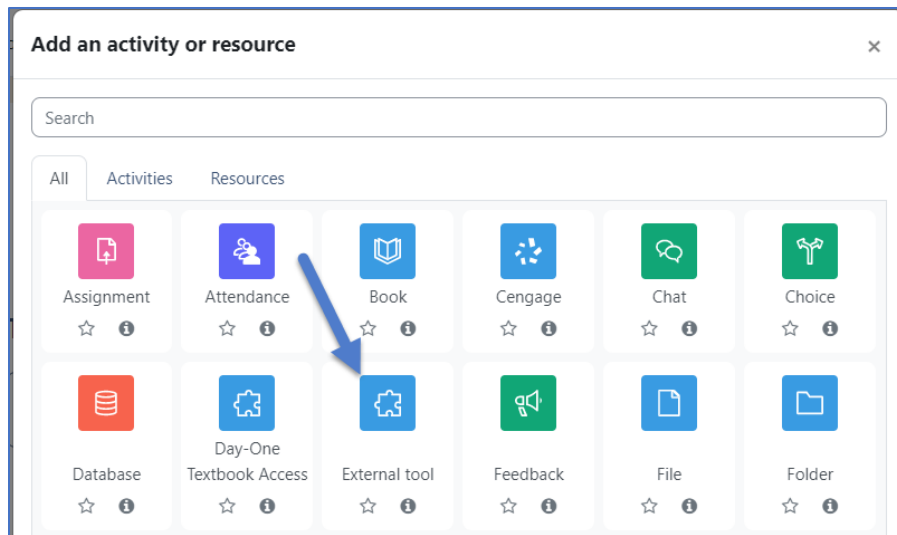 Add an activity or resource
×
Search
All Activities Resources
Assignment Attendance Book Cengage Chat Choice
Day-One
Database Textbook Access External tool Feedback File Folder